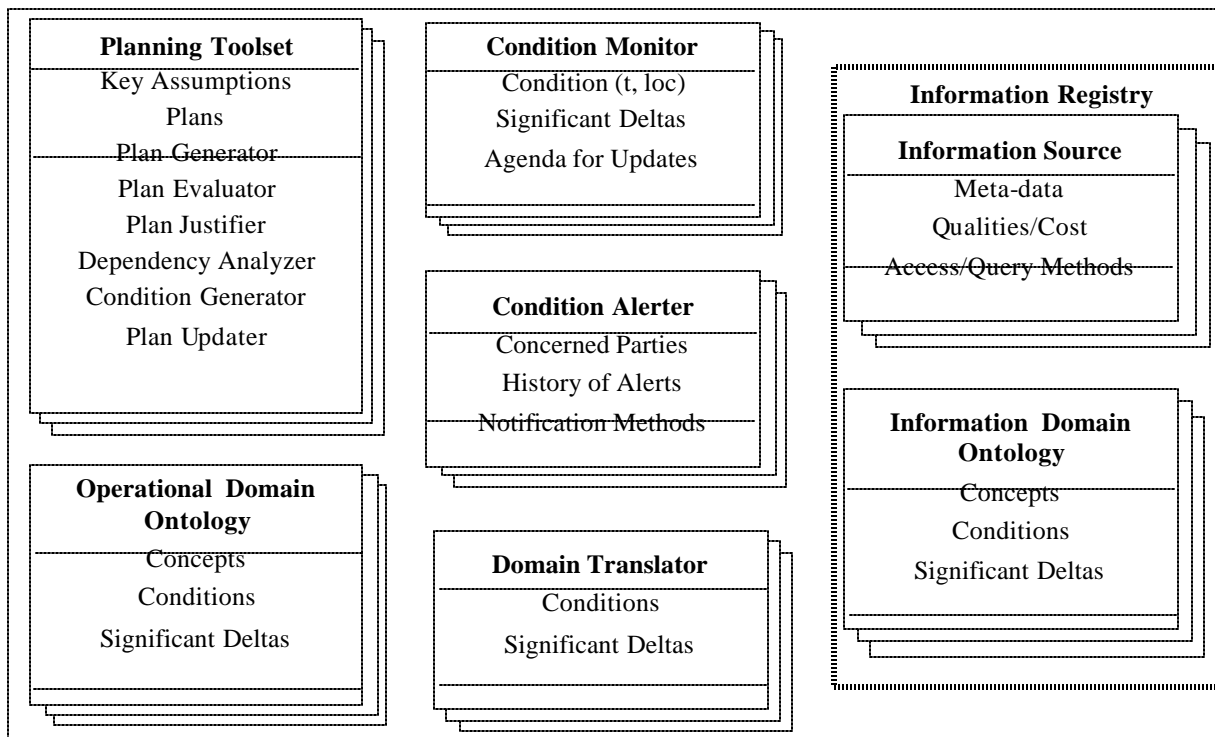 Planning Toolset
Key Assumptions
Plans
Plan Generator
Plan Evaluator
Plan Justifier
Dependency Analyzer
Condition Generator
Plan Updater
Operational Domain
Ontology
Concepts
Conditions
Significant Deltas
Condition Monitor
Condition (t, loc)
Significant Deltas
Agenda for Updates
Condition Alerter
Concerned Parties
History of Alerts
Notification Methods
Domain Translator
Conditions
Significant Deltas
Information Registry
Information Source
Meta-data
Qualities/Cost
Access/Query Methods
Information Domain
Ontology
Concepts
Conditions
Significant Deltas